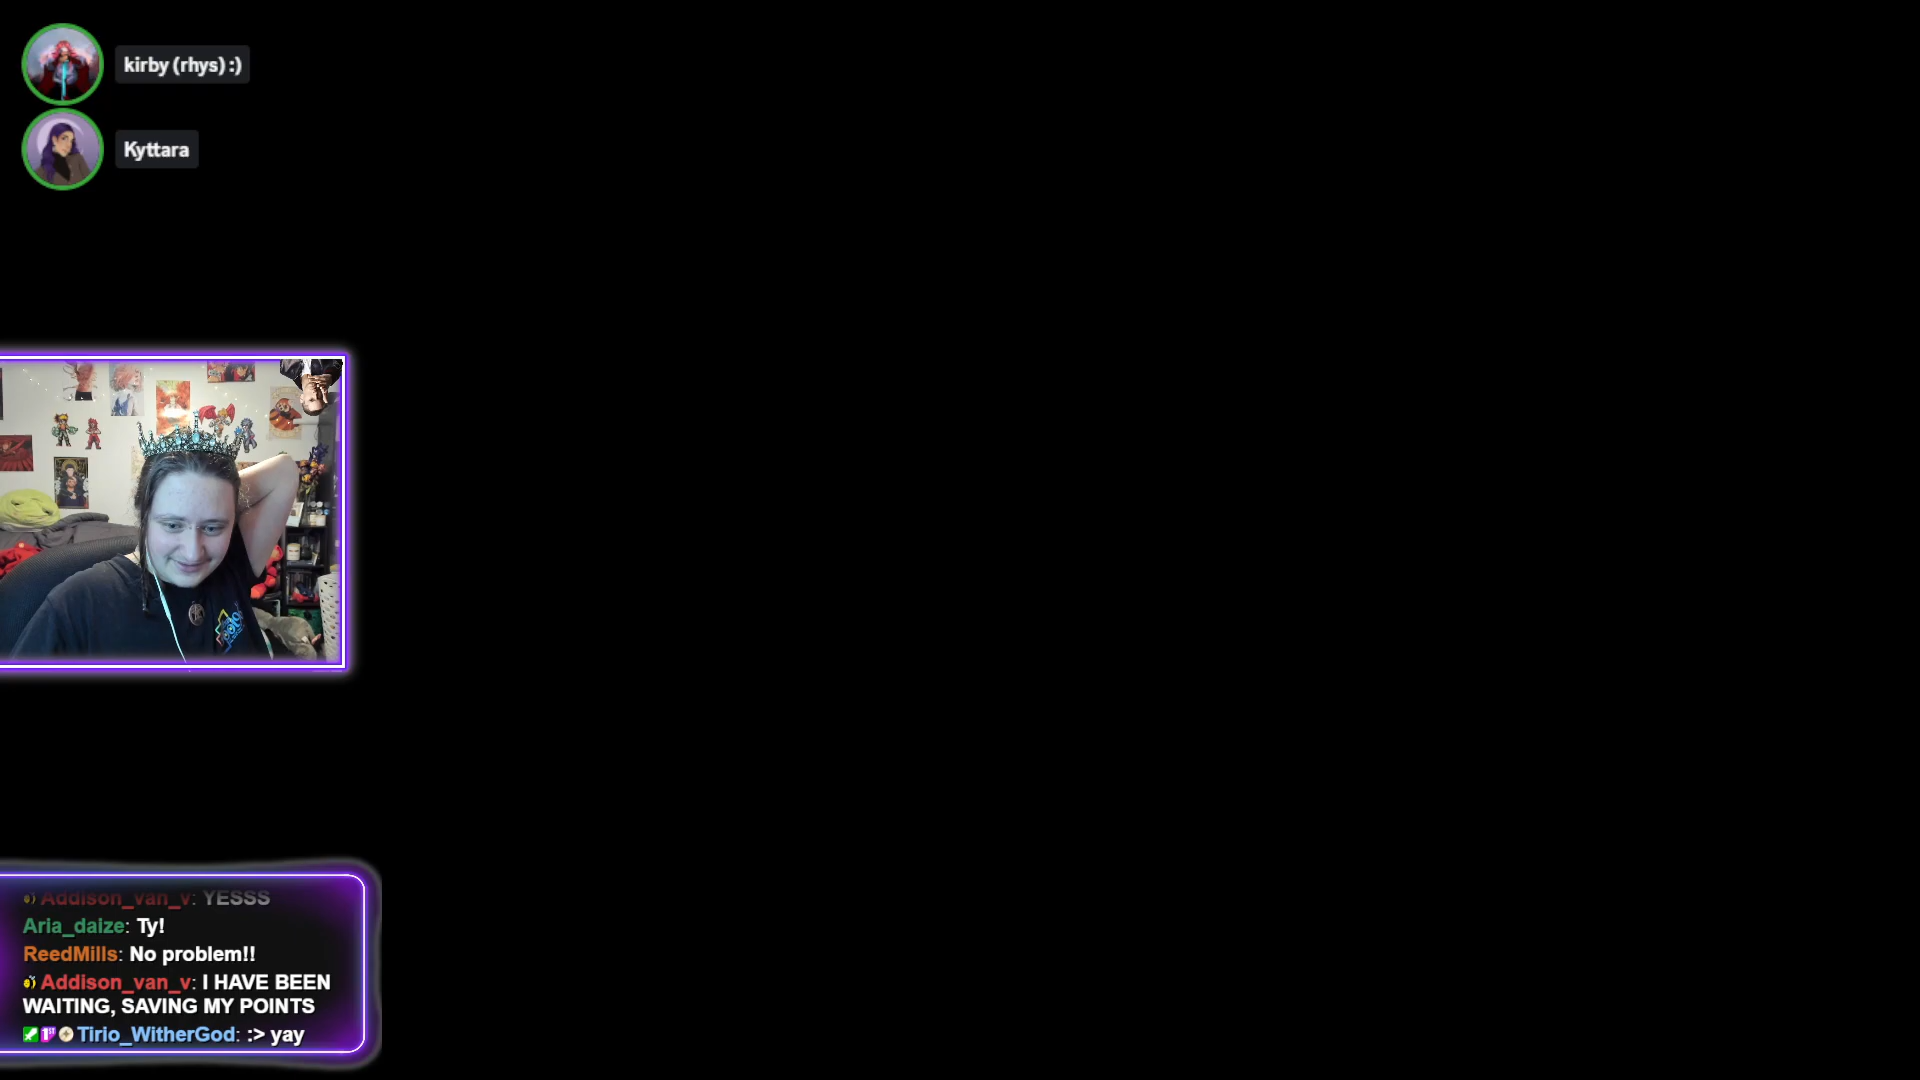 kirby (rhys) :)
Kyttara
Addison_van_v: YESSS
Aria_daize: Ty!
ReedMills: No problem!!
Addison_van_v: I HAVE BEEN
WAITING, SAVING MY POINTS
Tirio_WitherGod: :> yay